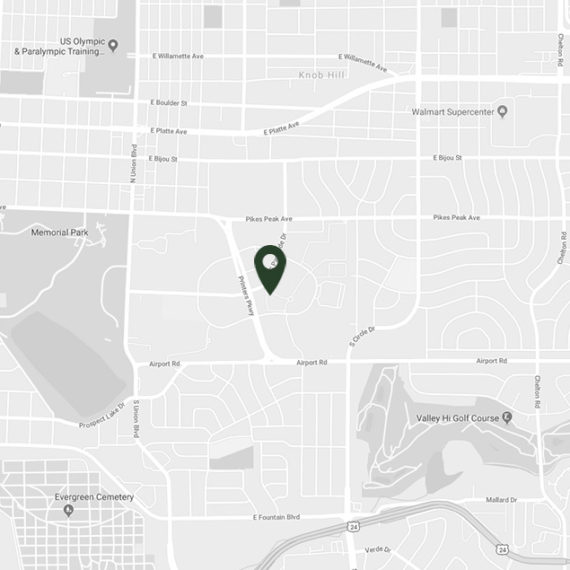 Chelton Rd
US Olympic
& Paralympic Training...
E Willamette Ave
E Willamette Ave
Knob Hill
E Boulder St
Walmart Supercenter
E Platte Ave
E Platte Ave
N Union Blvd
E Bijou St
E Bijou St
Pikes Peak Ave
Pikes Peak Ave
Memorial Park
Chelton Rd
Printers Pkwy
S Circle Dr
Airport Rd
Airport Rd
Airport Rd
Chelton Rd
Prospect Lake Dr
S Union Blvd
Valley Hi Golf Course
Evergreen Cemetery
Mallard Dr
E Fountain Blvd
24
24
Verde Dr